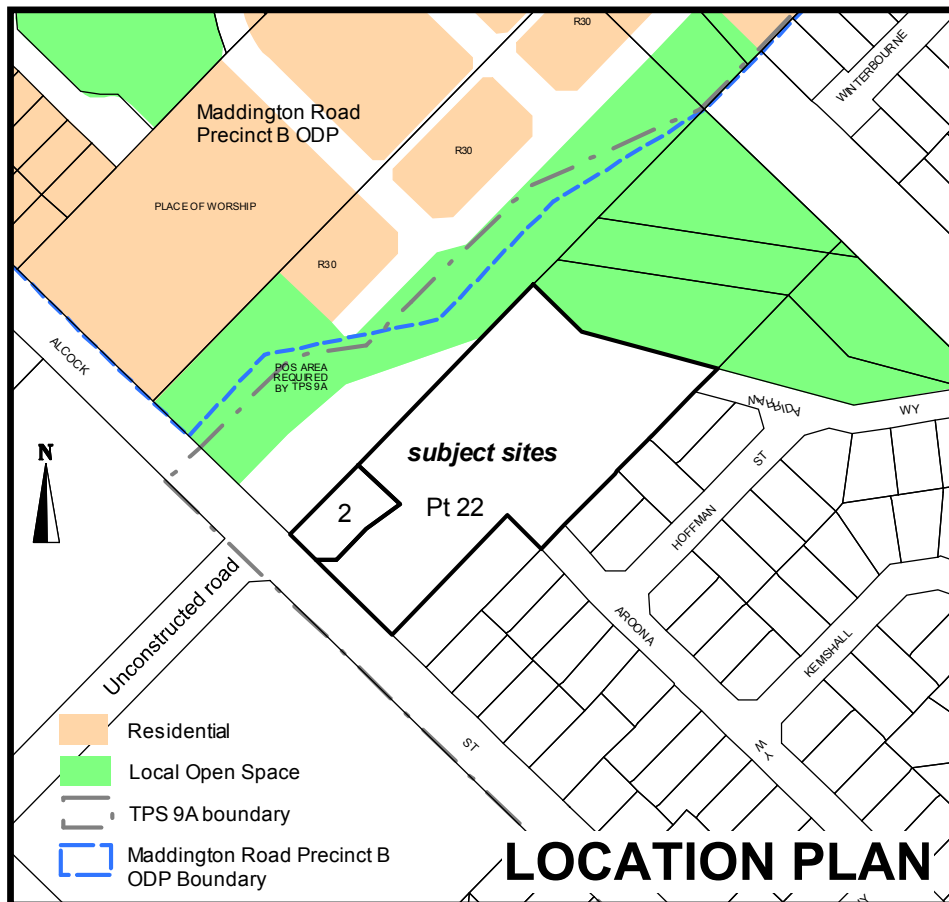 R30
WINTERBOURNE
Maddington Road
Precinct B ODP
R30
PLACE OF WORSHIP
R30
ALCOCK
POS AREA
REQUIRED
BY TPS 9A
WY
ST
HOFFMAN
N
subject sites
2
Pt 22
Unconstructed road
AROONA
KEMSHALL
Residential
Local Open Space
ST
WY
TPS 9A boundary
Maddington Road Precinct B
ODP Boundary
LOCATION PLAN